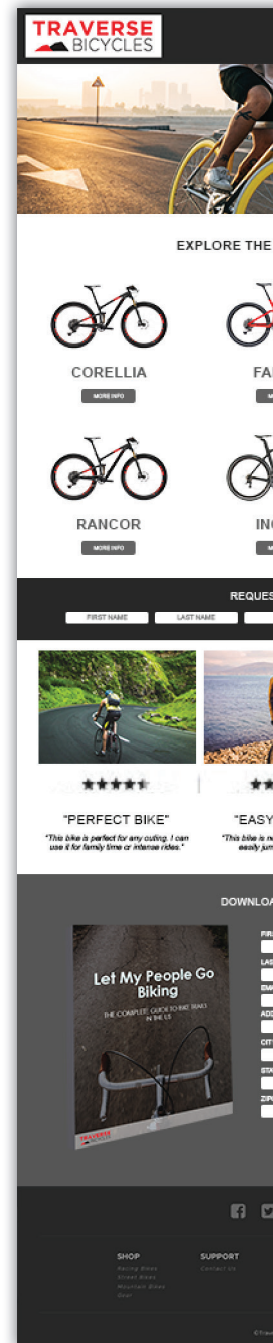 TRAVERSE
BICYCLES
EXPLORE THE
CORELLIA
MORE INFO
RANCOR
MORE INFO
REQUES
FIRST NAME LAST NAME
"PERFECT BIKE"
"EASY
"This bike is perfect for any outing. I can
use it for family time or intense rides."
"This bike is
easily
DOWNLOA
Let My People Go
Biking
THE COMPLETE GUIDE TO BIKE TRAILS
IN THE US
TRAVERSE
BICYCLES
SHOP
Racing Bikes
Street Bikes
Mountain Bikes
Gear
SUPPORT
Contact Us